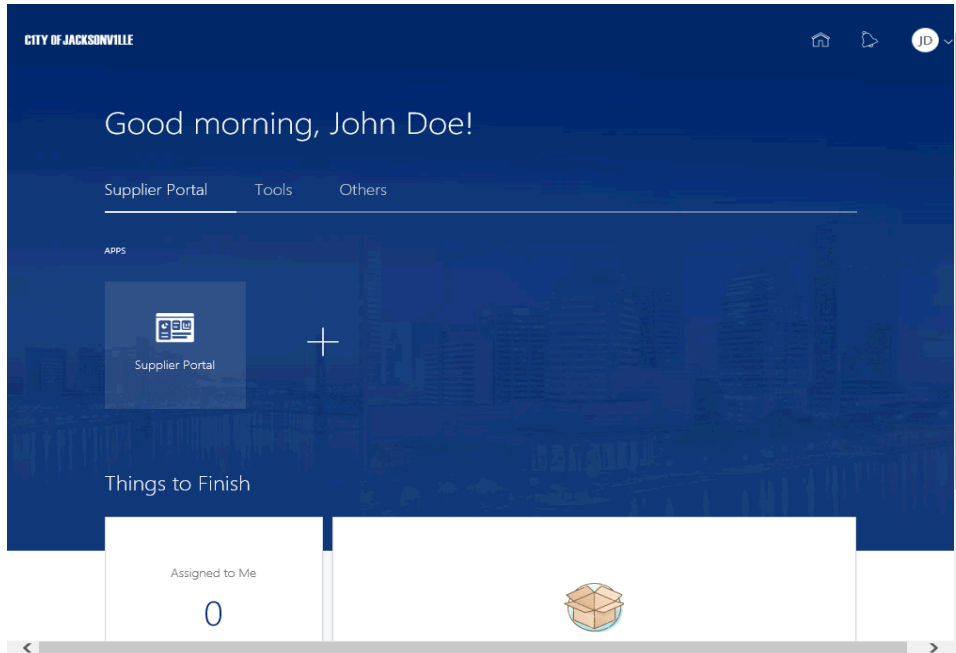 CITY OF JACKSONVILLE
JD
Good morning, John Doe!
Supplier Portal Tools Others
APPS
Supplier Portal
Things to Finish
Assigned to Me
0